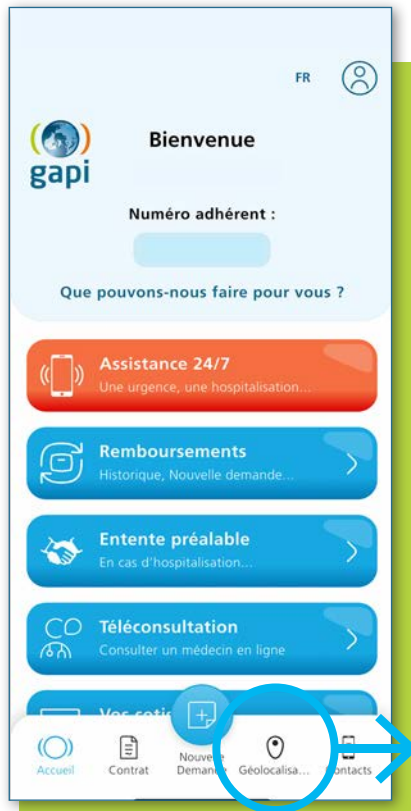 FR
gapi
Bienvenue
Numéro adhérent :
Que pouvons-nous faire pour vous ?
Assistance 24/7
Une urgence, une hospitalisation...
Remboursements
Historique, Nouvelle demande...
Entente préalable
En cas d'hospitalisation...
Téléconsultation
Consulter un médecin en ligne
Vos
Accueil
Contrat
Nouvelle
Demande
Géolocalisa...
Contacts